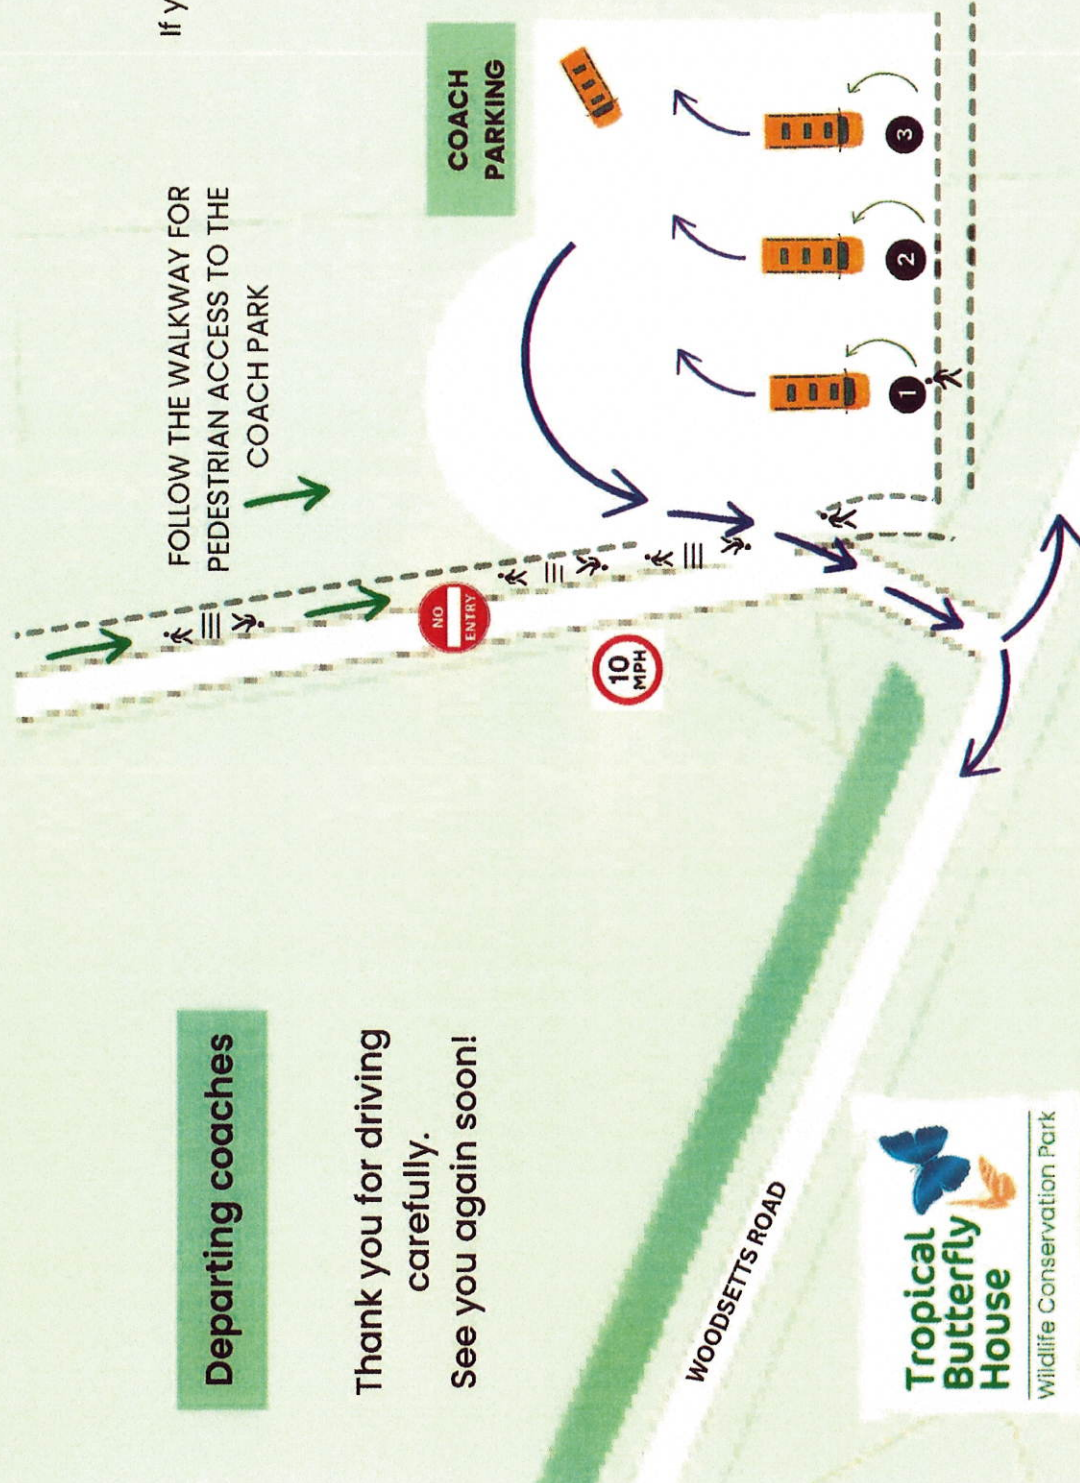 Departing coaches
Thank you for driving
carefully.
See you again soon!
If y
FOLLOW THE WALKWAY FOR
PEDESTRIAN ACCESS TO THE
COACH PARK
NO
ENTRY
10
MPH
COACH
PARKING
1
2
3
WOODSETTS ROAD
Tropical
Butterfly
House
Wildlife Conservation Park